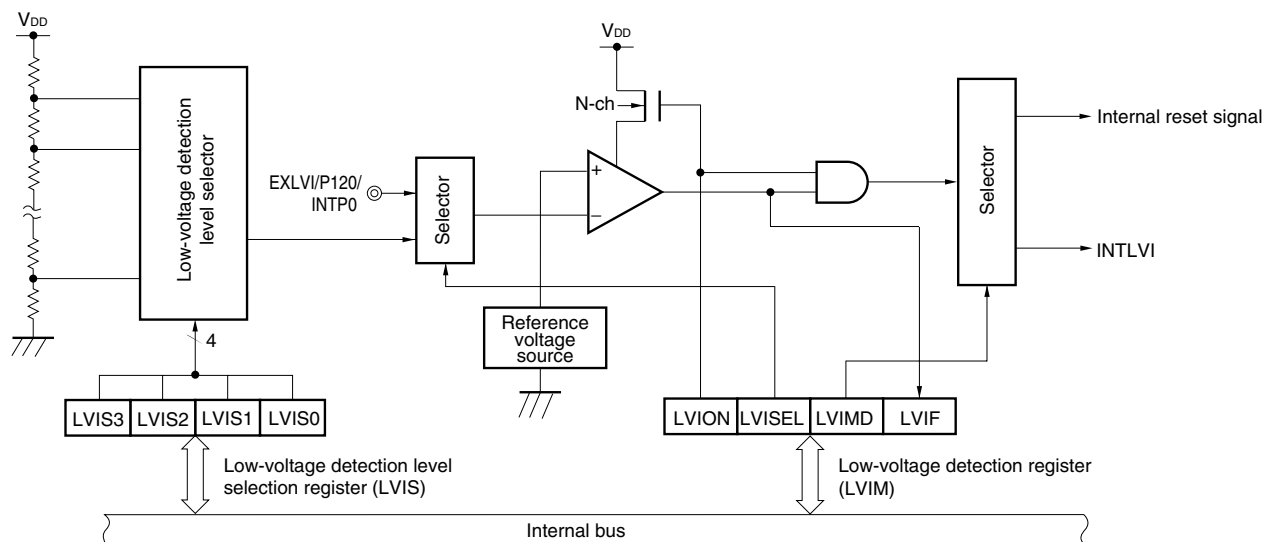 VDD
Low-voltage detection
level selector
4
LVIS3 LVIS2 LVIS1 LVIS0
Low-voltage detection level
selection register (LVIS)
EXLVI/P120/
INTP0
Selector
VDD
N-ch
+
−
Reference
voltage
source
Selector
Internal reset signal
INTLVI
LVION LVISEL LVIMD LVIF
Low-voltage detection register
(LVIM)
Internal bus